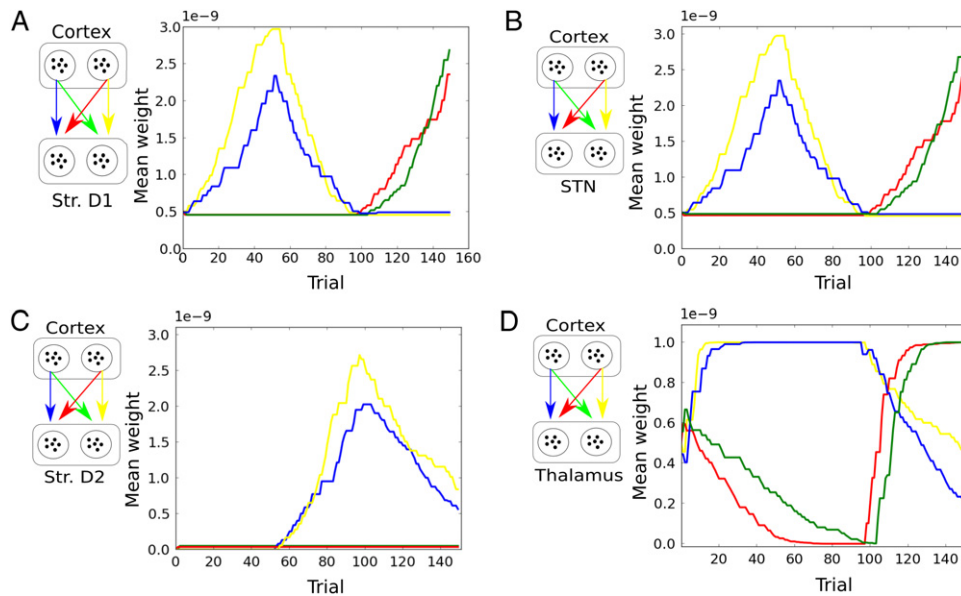 A
Cortex
Str. D1
1e−9
3.0
2.5
2.0
1.5
1.0
0.5
0.0
Mean weight
0 20 40 60 80 100 120 140 160
Trial
B
Cortex
STN
1e−9
3.0
2.5
2.0
1.5
1.0
0.5
0.0
Mean weight
0 20 40 60 80 100 120 140
Trial
C
Cortex
Str. D2
1e−9
3.0
2.5
2.0
1.5
1.0
0.5
0.0
Mean weight
0 20 40 60 80 100 120 140
Trial
D
Cortex
Thalamus
1e−9
1.0
0.8
0.6
0.4
0.2
0.0
Mean weight
20 40 60 80 100 120 140
Trial